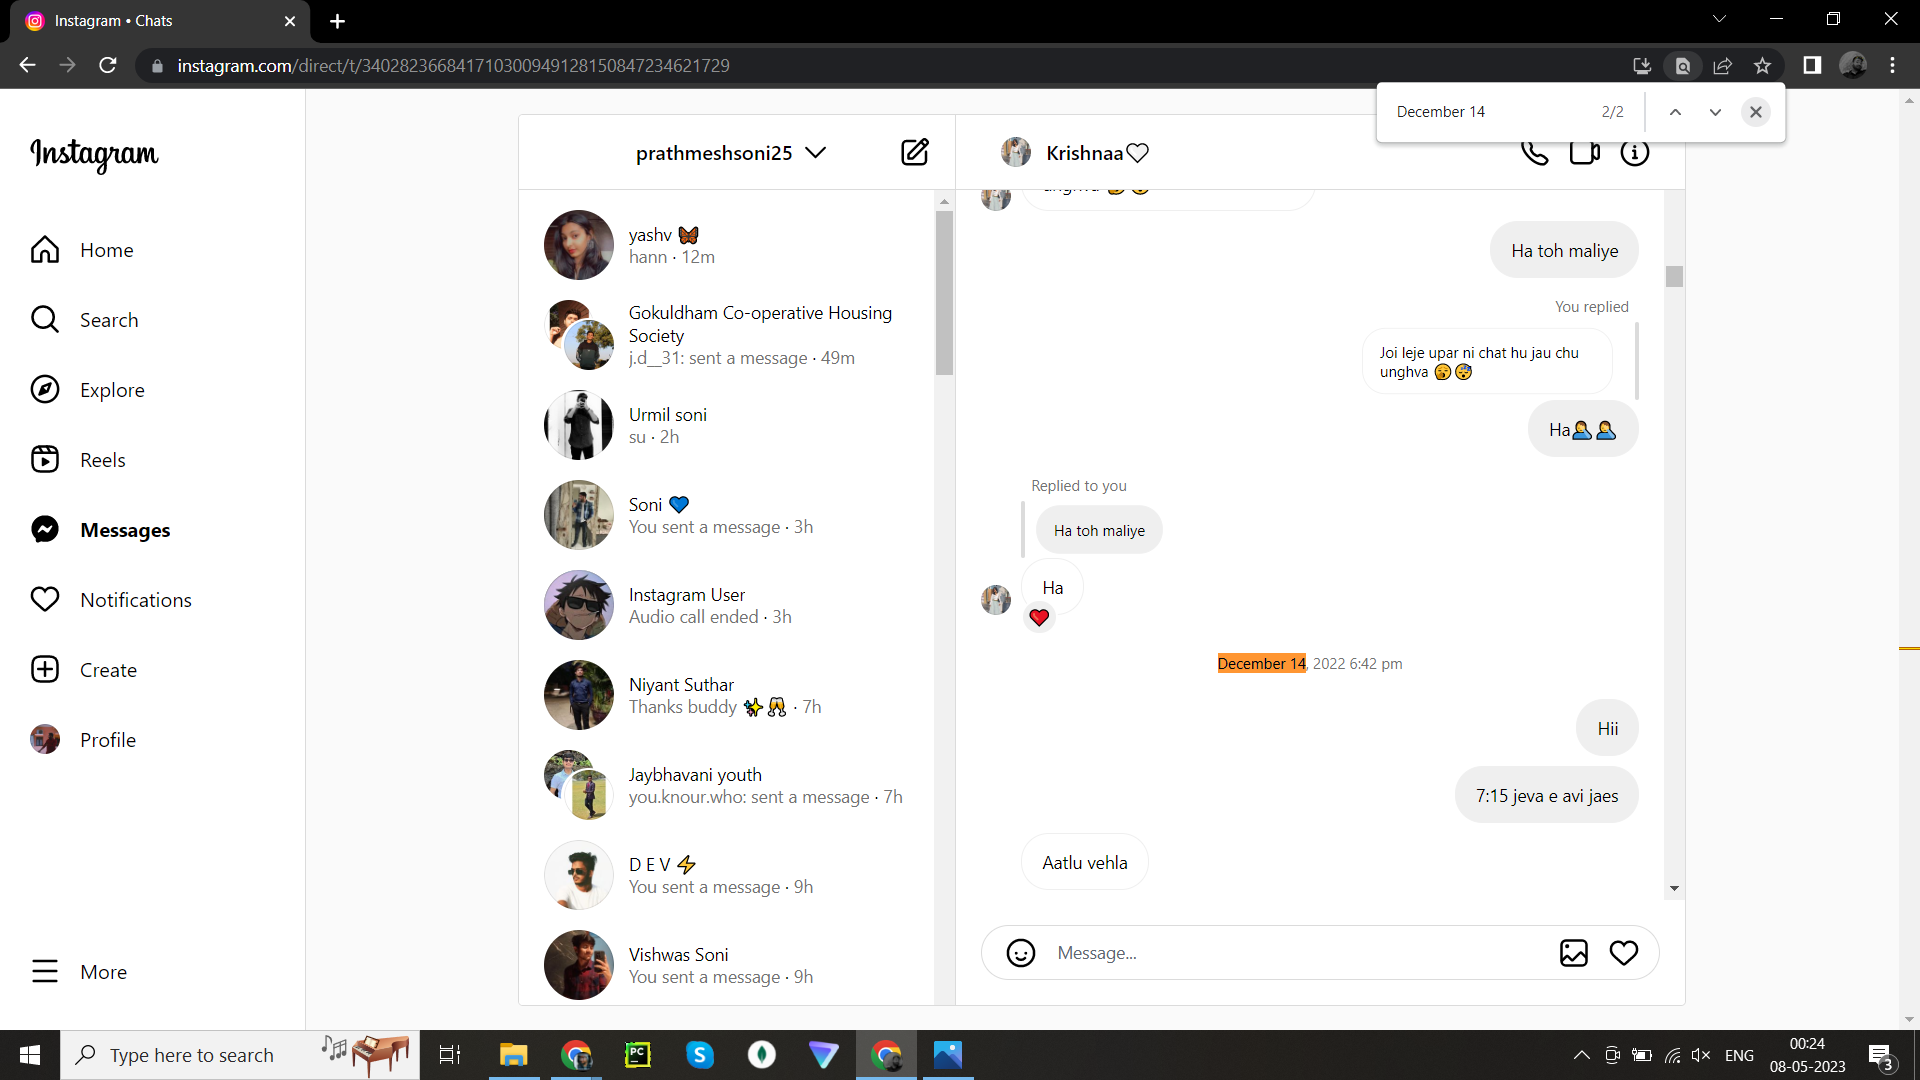 Instagram • Chats
instagram.com/direct/t/340282366841710300949128150847234621729
December 14
2/2
Instagram
Home
Search
Explore
Reels
Messages
Notifications
Create
Profile
More
prathmeshsoni25
yashv 🦋
hann · 12m
Gokuldham Co-operative Housing
Society
j.d__31: sent a message · 49m
Urmil soni
su · 2h
Soni 💙
You sent a message · 3h
Instagram User
Audio call ended · 3h
Niyant Suthar
Thanks buddy ✨🥂 · 7h
Jaybhavani youth
you.knour.who: sent a message · 7h
D E V ⚡
You sent a message · 9h
Vishwas Soni
You sent a message · 9h
Krishnaa♡
unghva 🥱😴
Ha toh maliye
You replied
Joi leje upar ni chat hu jau chu
unghva 🥱😴
Ha🤦‍♂️🤦‍♂️
Replied to you
Ha toh maliye
Ha
❤️
December 14, 2022 6:42 pm
Hii
7:15 jeva e avi jaes
Aatlu vehla
Message...
Type here to search
PC
S
ENG
00:24
08-05-2023
3